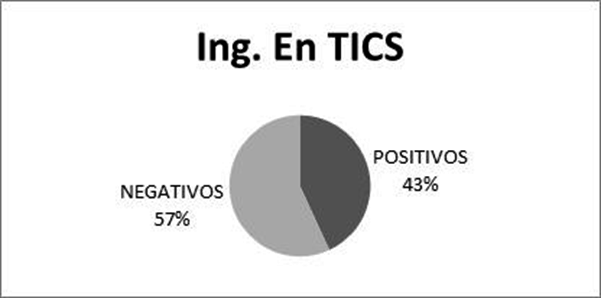 Ing. En TICS
POSITIVOS
43%
NEGATIVOS
57%